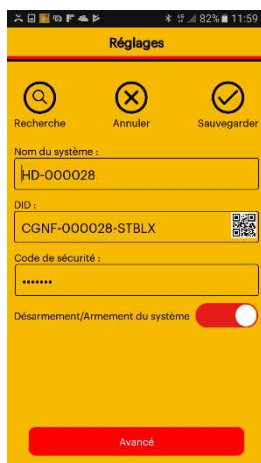 82% 11:59
Réglages
Recherche Annuler Sauvegarder
Nom du système :
HD-000028
DID :
CGNF-000028-STBLX
Code de sécurité :
•••••••
Désarmement/Armement du système
Avancé